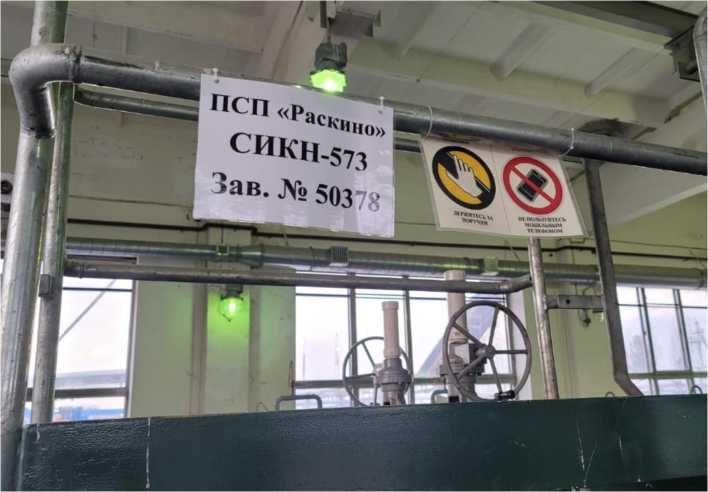 ПСП «Раскино»
СИКН-573
Зав. № 50378
ДЕРЖИТЕСЬ ЗА
ПОРУЧНИ
НЕ ПОЛЬЗУЙТЕСЬ
МОБИЛЬНЫМ
ТЕЛЕФОНОМ